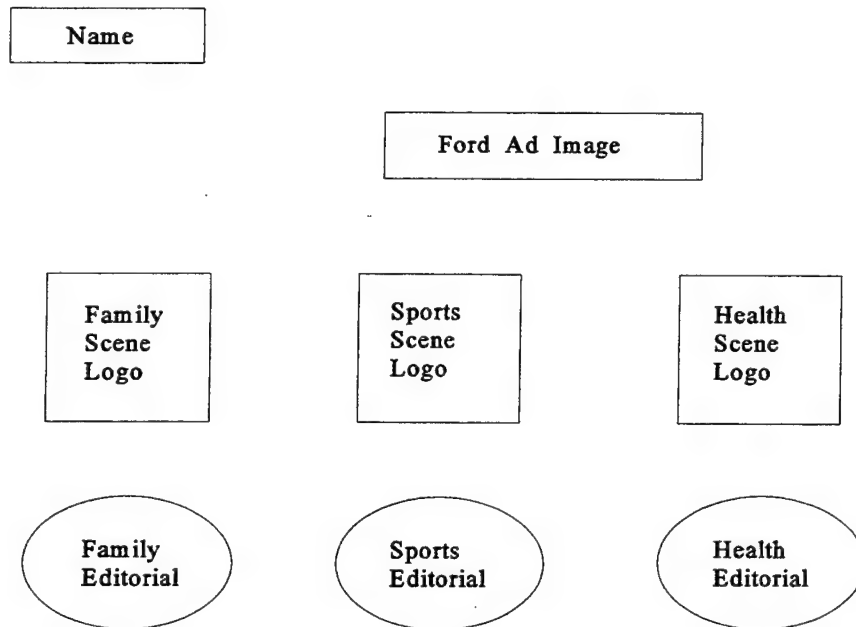 Name
Ford Ad Image
Family
Scene
Logo
Sports
Scene
Logo
Health
Scene
Logo
Family
Editorial
Sports
Editorial
Health
Editorial